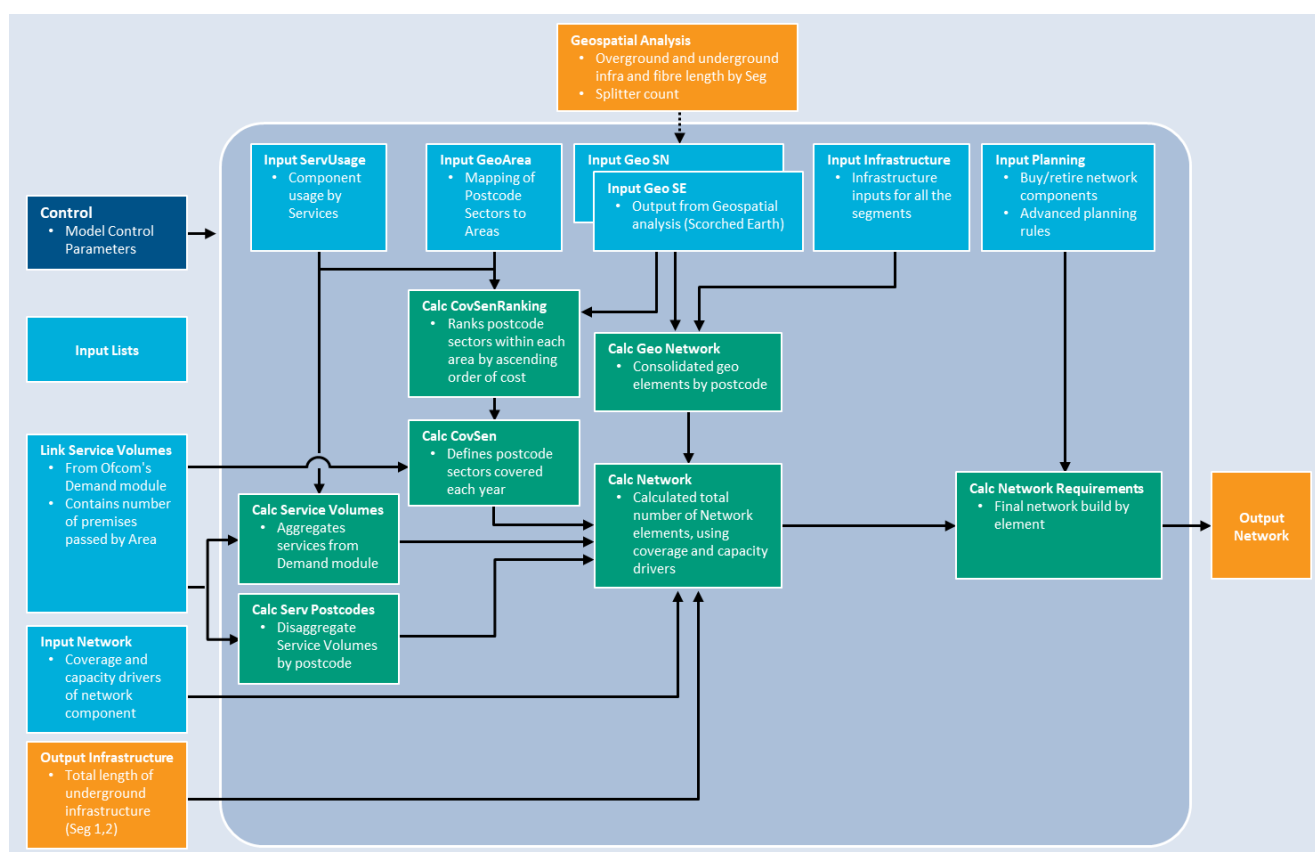 Geospatial Analysis
• Overground and underground
infra and fibre length by Seg
• Splitter count
Input ServUsage
• Component
usage by
Services
Input GeoArea
• Mapping of
Postcode
Sectors to
Areas
Input Geo SN
Input Geo SE
• Output from Geospatial
analysis (Scorched Earth)
Input Infrastructure
• Infrastructure
inputs for all the
segments
Input Planning
• Buy/retire network
components
• Advanced planning
rules
Control
• Model Control
Parameters
Calc CovSenRanking
• Ranks postcode
sectors within each
area by ascending
order of cost
Calc Geo Network
• Consolidated geo
elements by postcode
Input Lists
Link Service Volumes
• From Ofcom's
Demand module
• Contains number
of premises
passed by Area
Calc CovSen
• Defines postcode
sectors covered
each year
Calc Network
• Calculated total
number of Network
elements, using
coverage and capacity
drivers
Calc Network Requirements
• Final network build by
element
Output
Network
Calc Service Volumes
• Aggregates
services from
Demand module
Calc Serv Postcodes
• Disaggregate
Service Volumes
by postcode
Input Network
• Coverage and
capacity drivers
of network
component
Output Infrastructure
• Total length of
underground
infrastructure
(Seg 1,2)